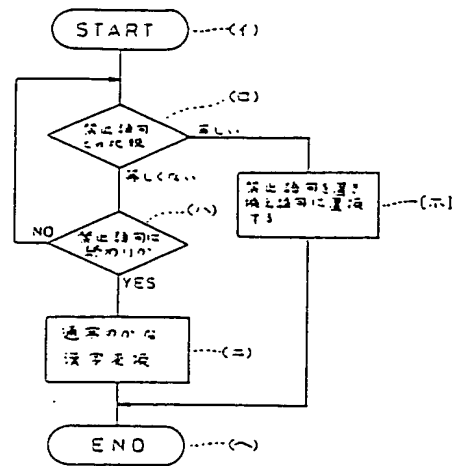 START
(イ)
(ロ)
禁止語句
との比較
等しい
等しくない
禁止語句を置き
換え語句に置換
する
[ホ]
(ハ)
禁止語句に
終わりか
NO
YES
通常のかな
漢字変換
(ニ)
END
(ヘ)